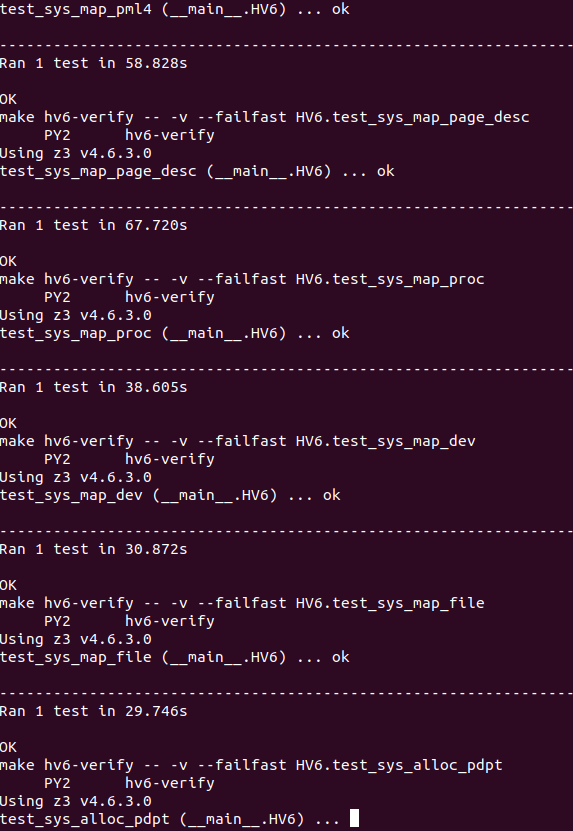 test_sys_map_pml4 (__main__.HV6) ... ok
----------------------------------------------------------------
Ran 1 test in 58.828s
OK
make hv6-verify -- -v --failfast HV6.test_sys_map_page_desc
PY2 hv6-verify
Using z3 v4.6.3.0
test_sys_map_page_desc (__main__.HV6) ... ok
----------------------------------------------------------------
Ran 1 test in 67.720s
OK
make hv6-verify -- -v --failfast HV6.test_sys_map_proc
PY2 hv6-verify
Using z3 v4.6.3.0
test_sys_map_proc (__main__.HV6) ... ok
----------------------------------------------------------------
Ran 1 test in 38.605s
OK
make hv6-verify -- -v --failfast HV6.test_sys_map_dev
PY2 hv6-verify
Using z3 v4.6.3.0
test_sys_map_dev (__main__.HV6) ... ok
----------------------------------------------------------------
Ran 1 test in 30.872s
OK
make hv6-verify -- -v --failfast HV6.test_sys_map_file
PY2 hv6-verify
Using z3 v4.6.3.0
test_sys_map_file (__main__.HV6) ... ok
----------------------------------------------------------------
Ran 1 test in 29.746s
OK
make hv6-verify -- -v --failfast HV6.test_sys_alloc_pdpt
PY2 hv6-verify
Using z3 v4.6.3.0
test_sys_alloc_pdpt (__main__.HV6) ...